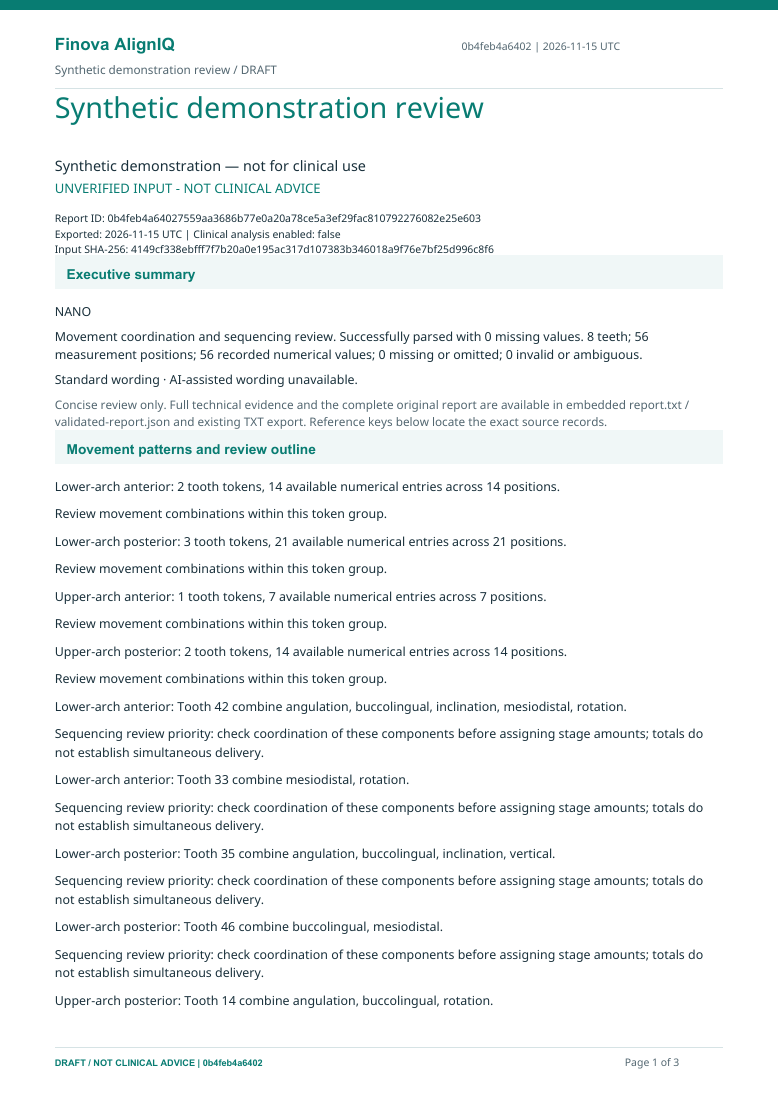 Finova AlignIQ
0b4feb4a6402 | 2026-11-15 UTC
Synthetic demonstration review / DRAFT
Synthetic demonstration review
Synthetic demonstration — not for clinical use
UNVERIFIED INPUT - NOT CLINICAL ADVICE
Report ID: 0b4feb4a64027559aa3686b77e0a20a78ce5a3ef29fac810792276082e25e603
Exported: 2026-11-15 UTC | Clinical analysis enabled: false
Input SHA-256: 4149cf338ebfff7f7b20a0e195ac317d107383b346018a9f76e7bf25d996c8f6
Executive summary
NANO
Movement coordination and sequencing review. Successfully parsed with 0 missing values. 8 teeth; 56
measurement positions; 56 recorded numerical values; 0 missing or omitted; 0 invalid or ambiguous.
Standard wording · AI-assisted wording unavailable.
Concise review only. Full technical evidence and the complete original report are available in embedded report.txt /
validated-report.json and existing TXT export. Reference keys below locate the exact source records.
Movement patterns and review outline
Lower-arch anterior: 2 tooth tokens, 14 available numerical entries across 14 positions.
Review movement combinations within this token group.
Lower-arch posterior: 3 tooth tokens, 21 available numerical entries across 21 positions.
Review movement combinations within this token group.
Upper-arch anterior: 1 tooth tokens, 7 available numerical entries across 7 positions.
Review movement combinations within this token group.
Upper-arch posterior: 2 tooth tokens, 14 available numerical entries across 14 positions.
Review movement combinations within this token group.
Lower-arch anterior: Tooth 42 combine angulation, buccolingual, inclination, mesiodistal, rotation.
Sequencing review priority: check coordination of these components before assigning stage amounts; totals do
not establish simultaneous delivery.
Lower-arch anterior: Tooth 33 combine mesiodistal, rotation.
Sequencing review priority: check coordination of these components before assigning stage amounts; totals do
not establish simultaneous delivery.
Lower-arch posterior: Tooth 35 combine angulation, buccolingual, inclination, vertical.
Sequencing review priority: check coordination of these components before assigning stage amounts; totals do
not establish simultaneous delivery.
Lower-arch posterior: Tooth 46 combine buccolingual, mesiodistal.
Sequencing review priority: check coordination of these components before assigning stage amounts; totals do
not establish simultaneous delivery.
Upper-arch posterior: Tooth 14 combine angulation, buccolingual, rotation.
DRAFT / NOT CLINICAL ADVICE | 0b4feb4a6402
Page 1 of 3